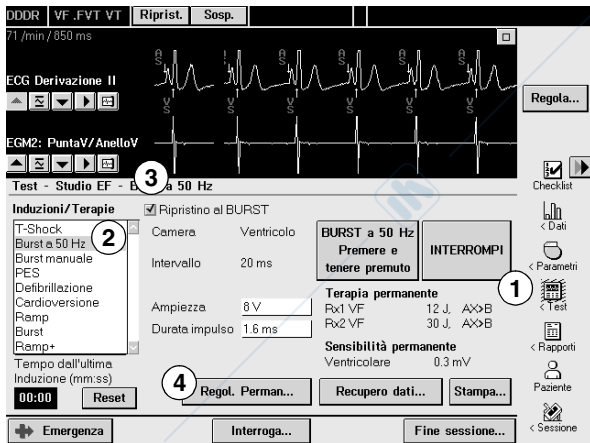 DDDR VF .FVT VT Riprist. Sosp.
71 /min / 850 ms
A S A S A S A S A S A S
ECG Derivazione II
V S V S V S V S V S V S
EGM2: PuntaV/AnelloV
Regola...
3
Test - Studio EF - B a 50 Hz
Checklist
Induzioni/Terapie
Ripristino al BURST
T-Shock
Burst a 50 Hz
Burst manuale
PES
Defibrillazione
Cardioversione
Ramp
Burst
Ramp+
2
Camera Ventricolo
Intervallo 20 ms
Ampiezza 8 V
Durata impulso 1.6 ms
BURST a 50 Hz
Premere e
tenere premuto
INTERROMPI
Terapia permanente
Rx1 VF 12 J, AX>B
Rx2 VF 30 J, AX>B
Sensibilità permanente
Ventricolare 0.3 mV
1
< Dati
< Parametri
< Test
< Rapporti
Paziente
< Sessione
Tempo dall'ultima
Induzione (mm:ss)
00:00 Reset
4
Regol. Perman... Recupero dati... Stampa...
Emergenza Interroga... Fine sessione...